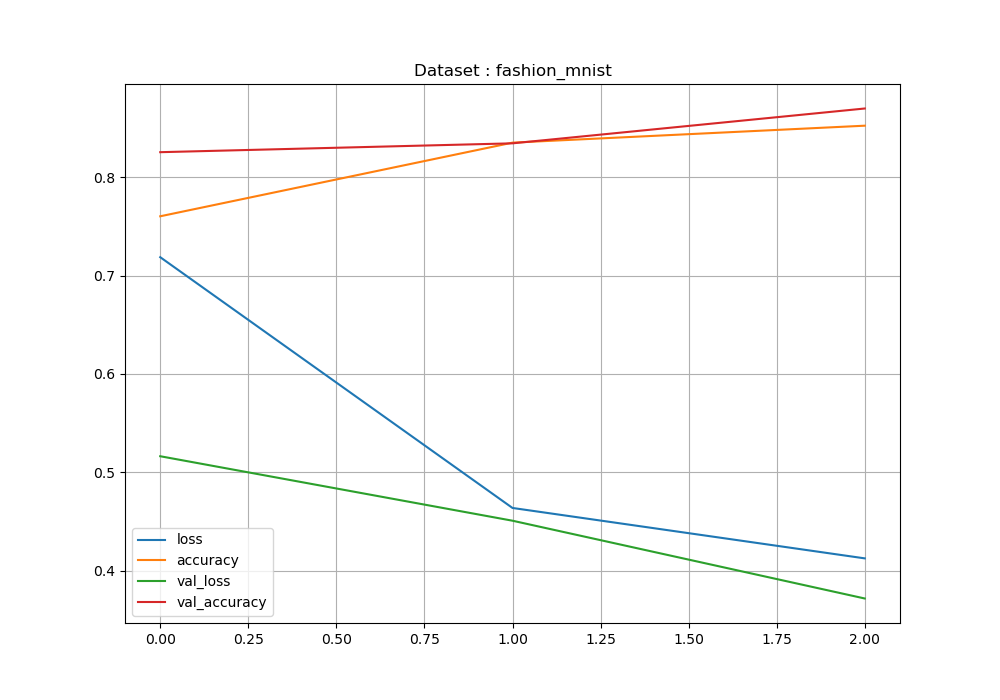 Dataset : fashion_mnist
0.8
0.7
0.6
0.5
0.4
loss
accuracy
val_loss
val_accuracy
0.00 0.25 0.50 0.75 1.00 1.25 1.50 1.75 2.00